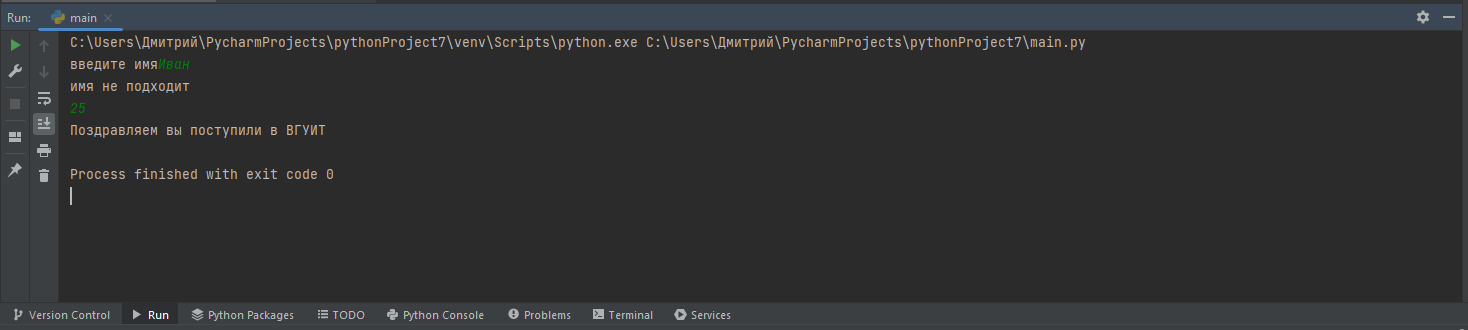 Run: main
C:\Users\Дмитрий\PycharmProjects\pythonProject7\venv\Scripts\python.exe C:\Users\Дмитрий\PycharmProjects\pythonProject7\main.py
введите имяИван
имя не подходит
25
Поздравляем вы поступили в ВГУИТ
Process finished with exit code 0
Version Control Run Python Packages TODO Python Console Problems Terminal Services